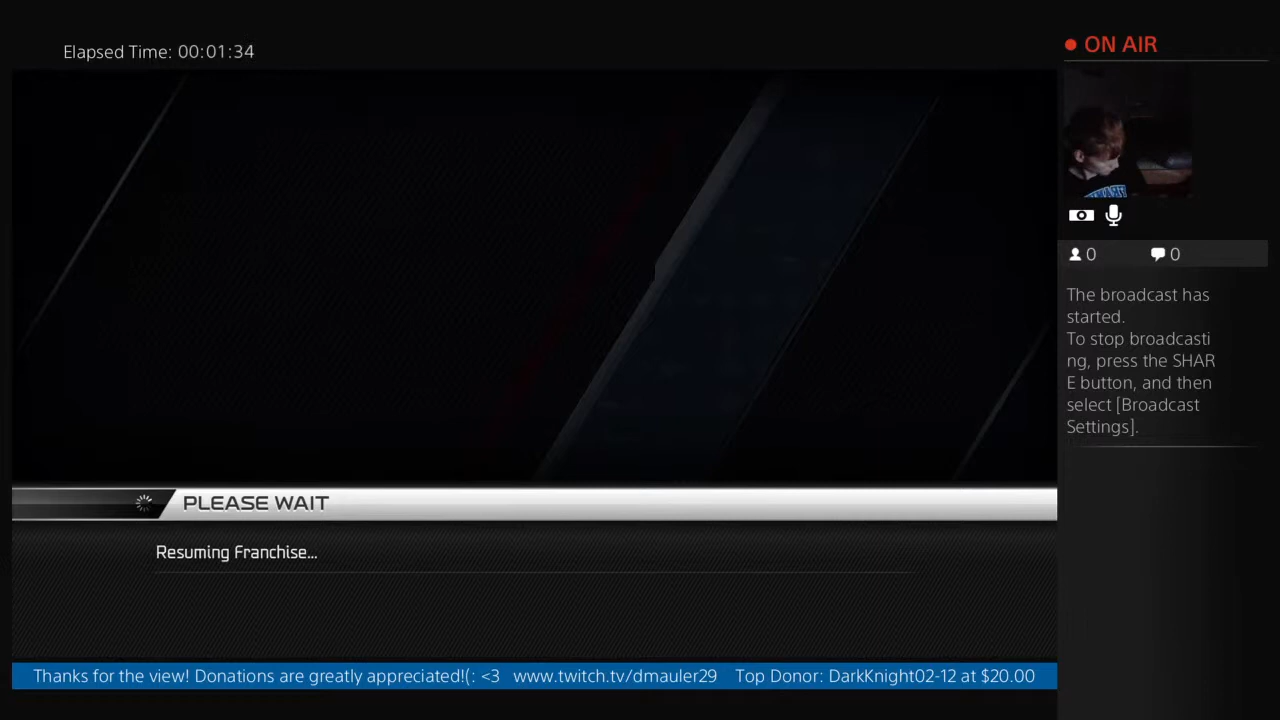 Elapsed Time: 00:01:34
ON AIR
0 0
The broadcast has
started.
To stop broadcasti
ng, press the SHAR
E button, and then
select [Broadcast
Settings].
PLEASE WAIT
Resuming Franchise...
Thanks for the view! Donations are greatly appreciated!(: <3 www.twitch.tv/dmauler29 Top Donor: DarkKnight02-12 at $20.00